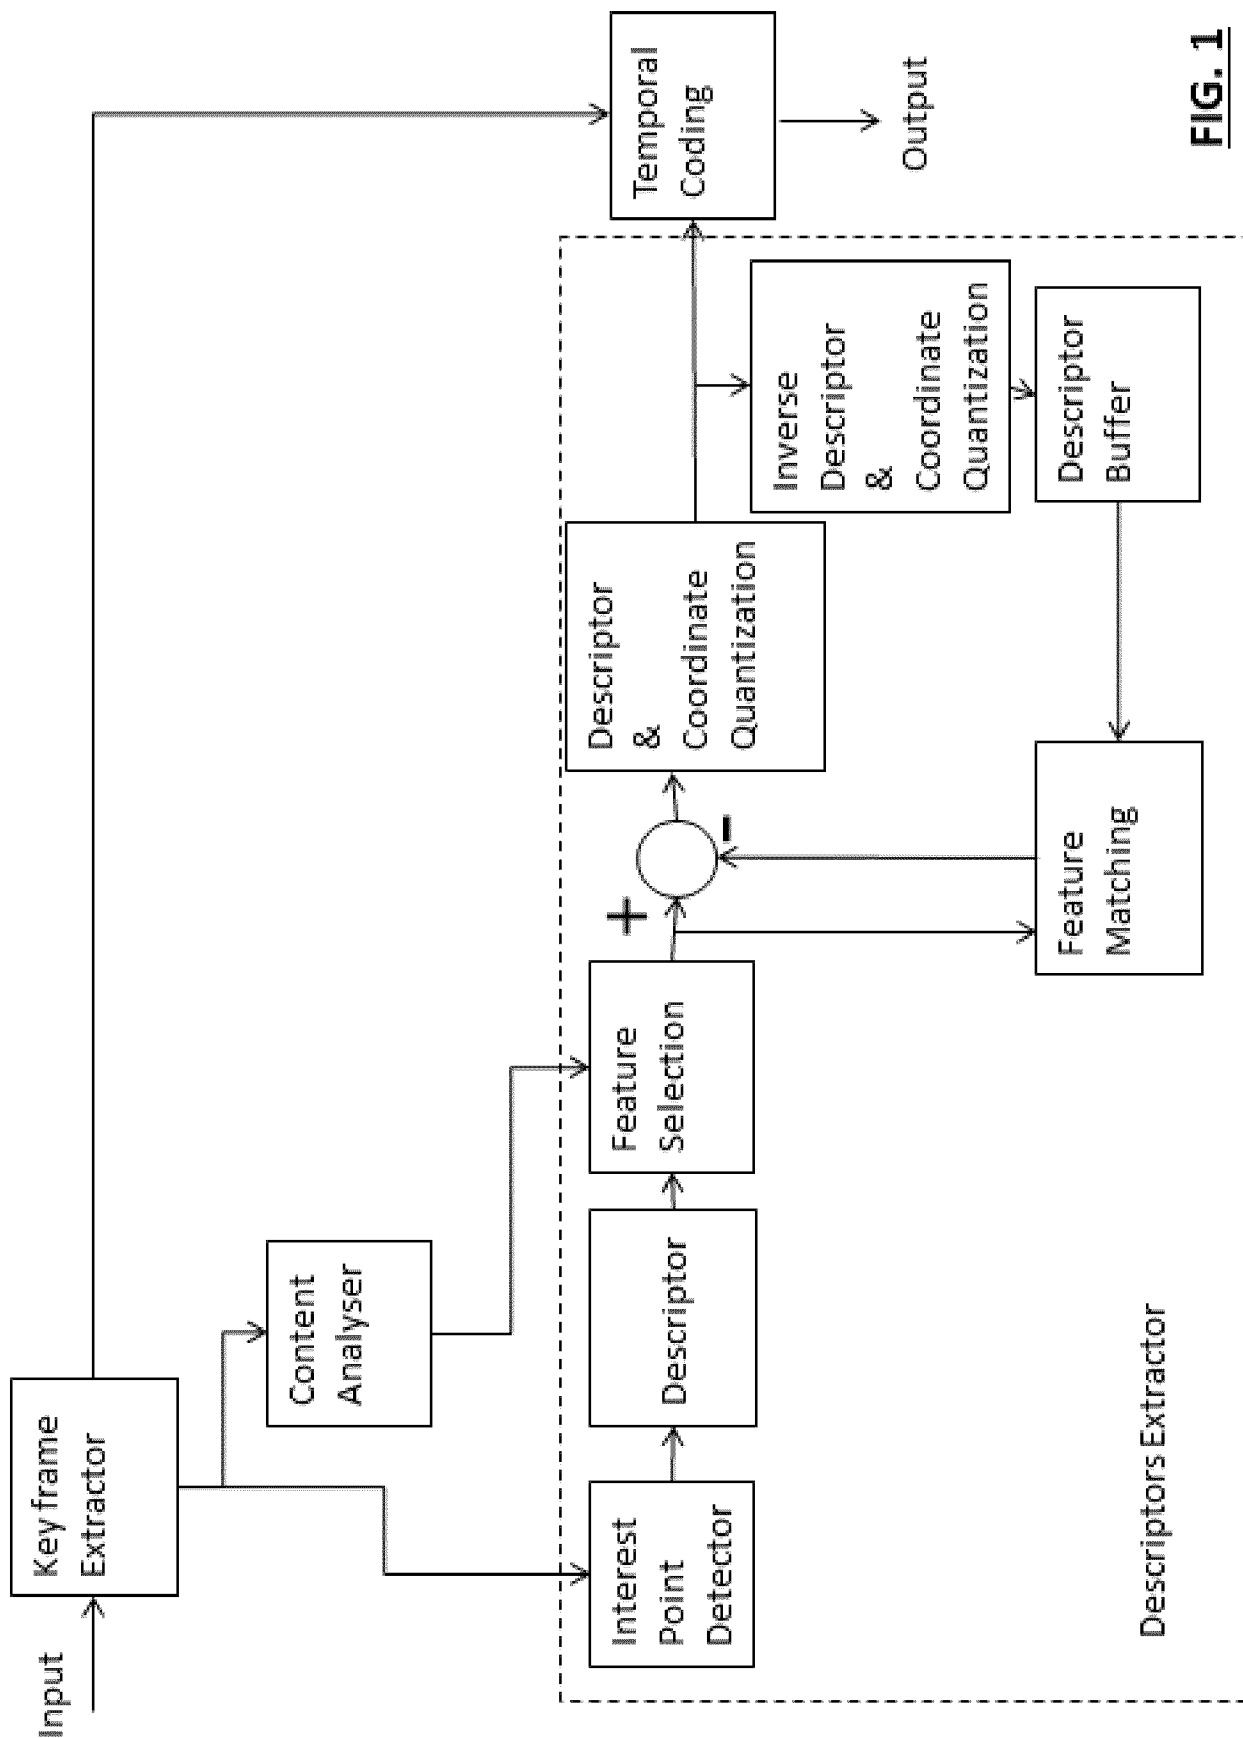 Input
Key frame
Extractor
Content
Analyser
Temporal
Coding
Output
Interest
Point
Detector
Descriptor
Feature
Selection
+
-
Descriptor
&
Coordinate
Quantization
Inverse
Descriptor
&
Coordinate
Quantization
Feature
Matching
Descriptor
Buffer
Descriptors Extractor
FIG. 1